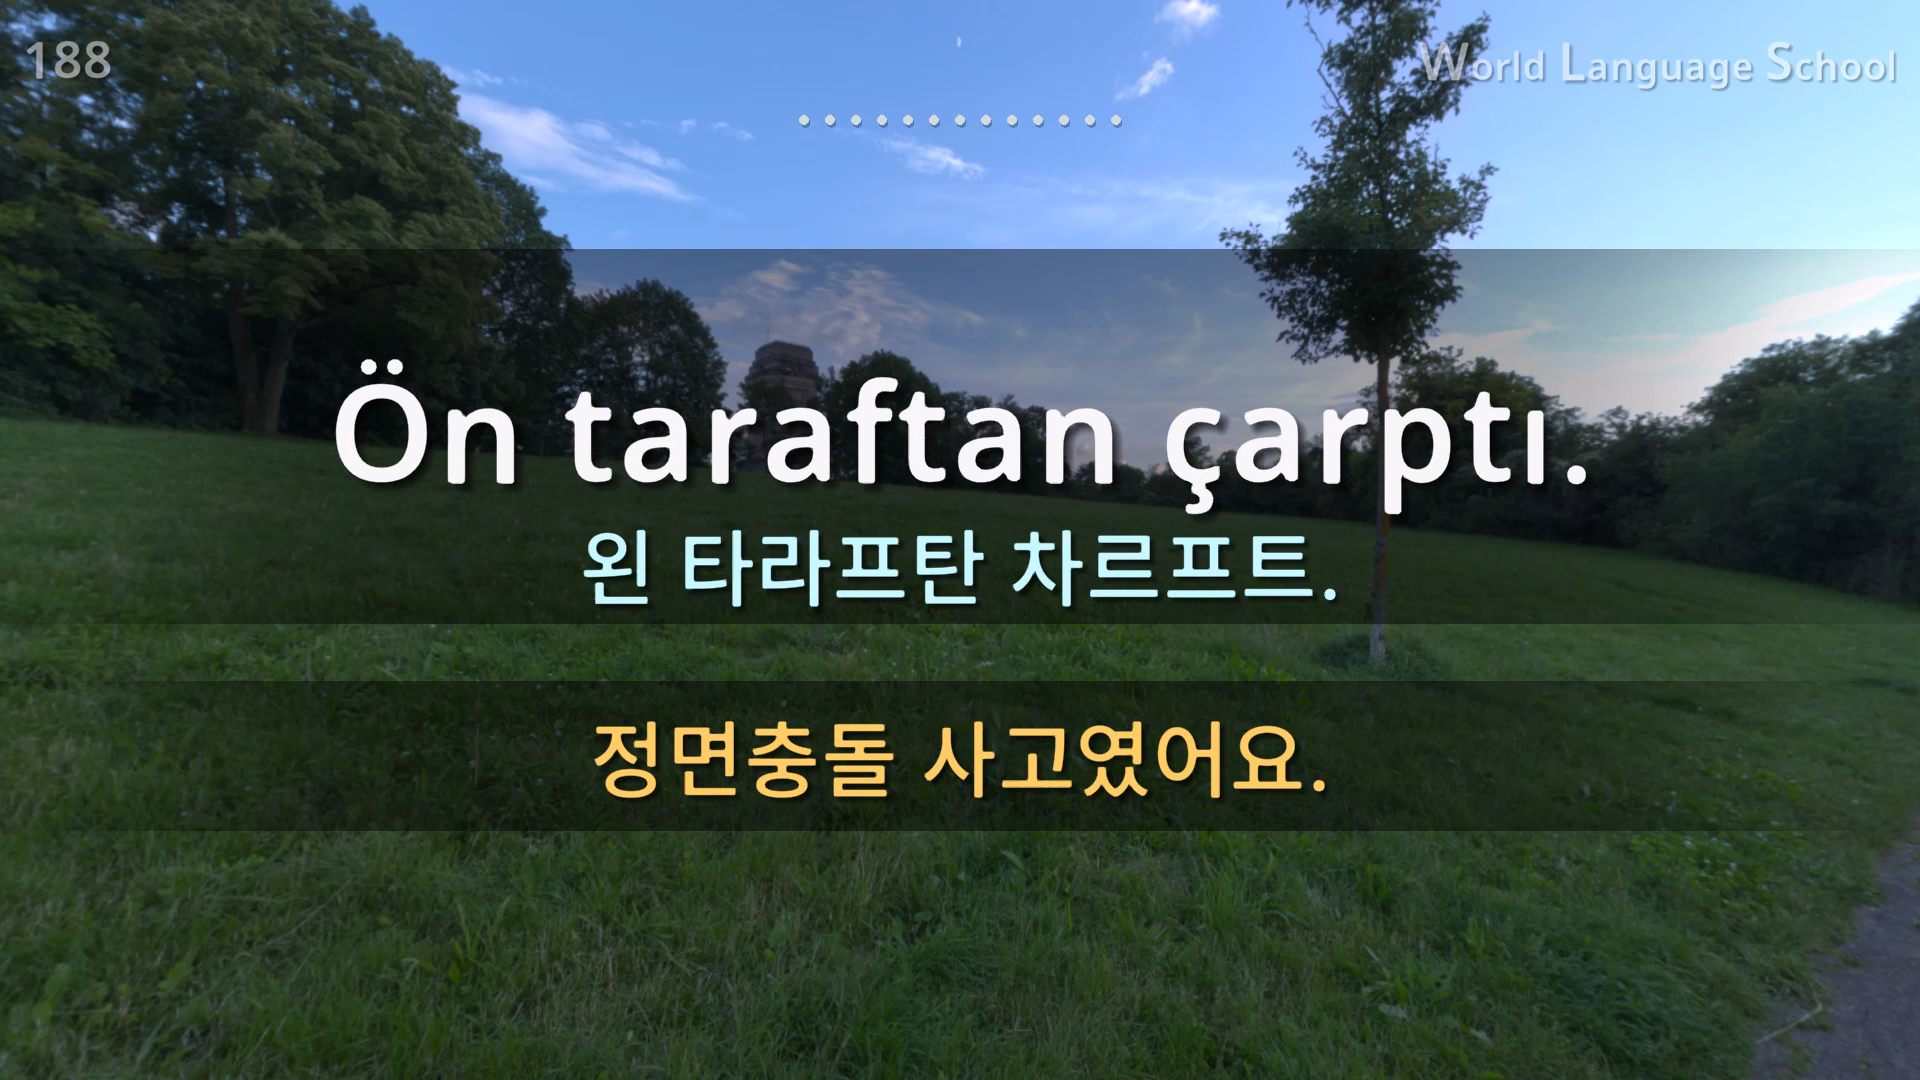 188
World Language School
Ön taraftan çarptı.
왼 타라프탄 차르프트.
정면충돌 사고였어요.